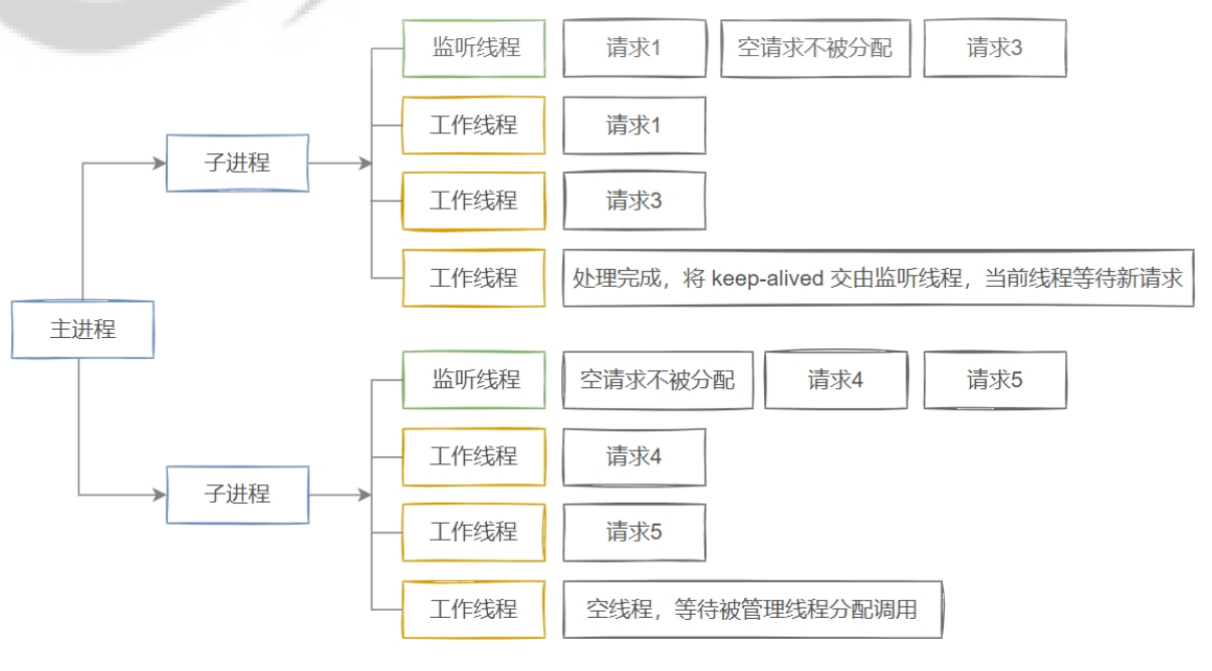 监听线程 请求1 空请求不被分配 请求3
工作线程 请求1
子进程
工作线程 请求3
工作线程 处理完成，将 keep-alived 交由监听线程，当前线程等待新请求
主进程
监听线程 空请求不被分配 请求4 请求5
工作线程 请求4
子进程
工作线程 请求5
工作线程 空线程，等待被管理线程分配调用